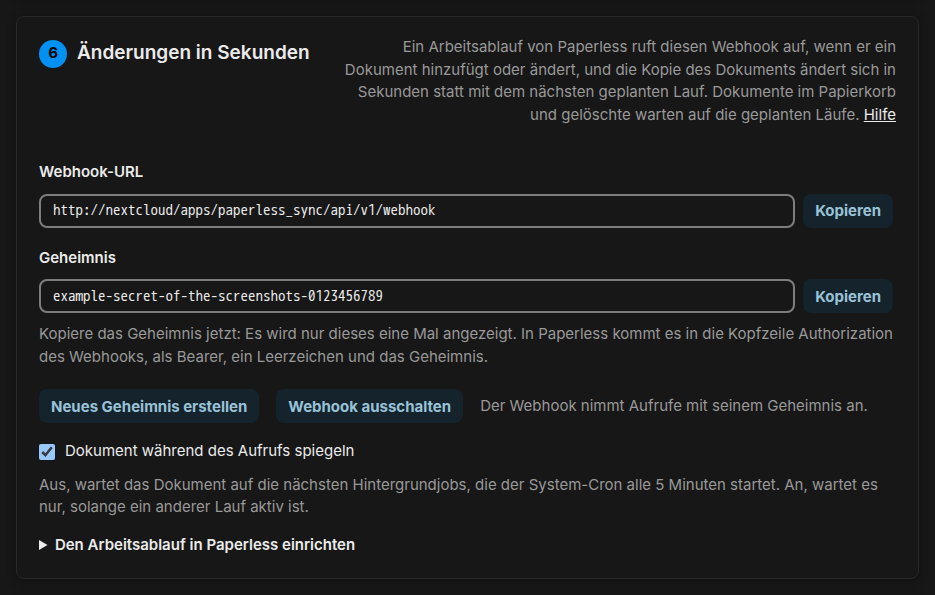 6 Änderungen in Sekunden
Ein Arbeitsablauf von Paperless ruft diesen Webhook auf, wenn er ein
Dokument hinzufügt oder ändert, und die Kopie des Dokuments ändert sich in
Sekunden statt mit dem nächsten geplanten Lauf. Dokumente im Papierkorb
und gelöschte warten auf die geplanten Läufe. Hilfe
Webhook-URL
http://nextcloud/apps/paperless_sync/api/v1/webhook Kopieren
Geheimnis
example-secret-of-the-screenshots-0123456789 Kopieren
Kopiere das Geheimnis jetzt: Es wird nur dieses eine Mal angezeigt. In Paperless kommt es in die Kopfzeile Authorization
des Webhooks, als Bearer, ein Leerzeichen und das Geheimnis.
Neues Geheimnis erstellen Webhook ausschalten Der Webhook nimmt Aufrufe mit seinem Geheimnis an.
Dokument während des Aufrufs spiegeln
Aus, wartet das Dokument auf die nächsten Hintergrundjobs, die der System-Cron alle 5 Minuten startet. An, wartet es
nur, solange ein anderer Lauf aktiv ist.
Den Arbeitsablauf in Paperless einrichten